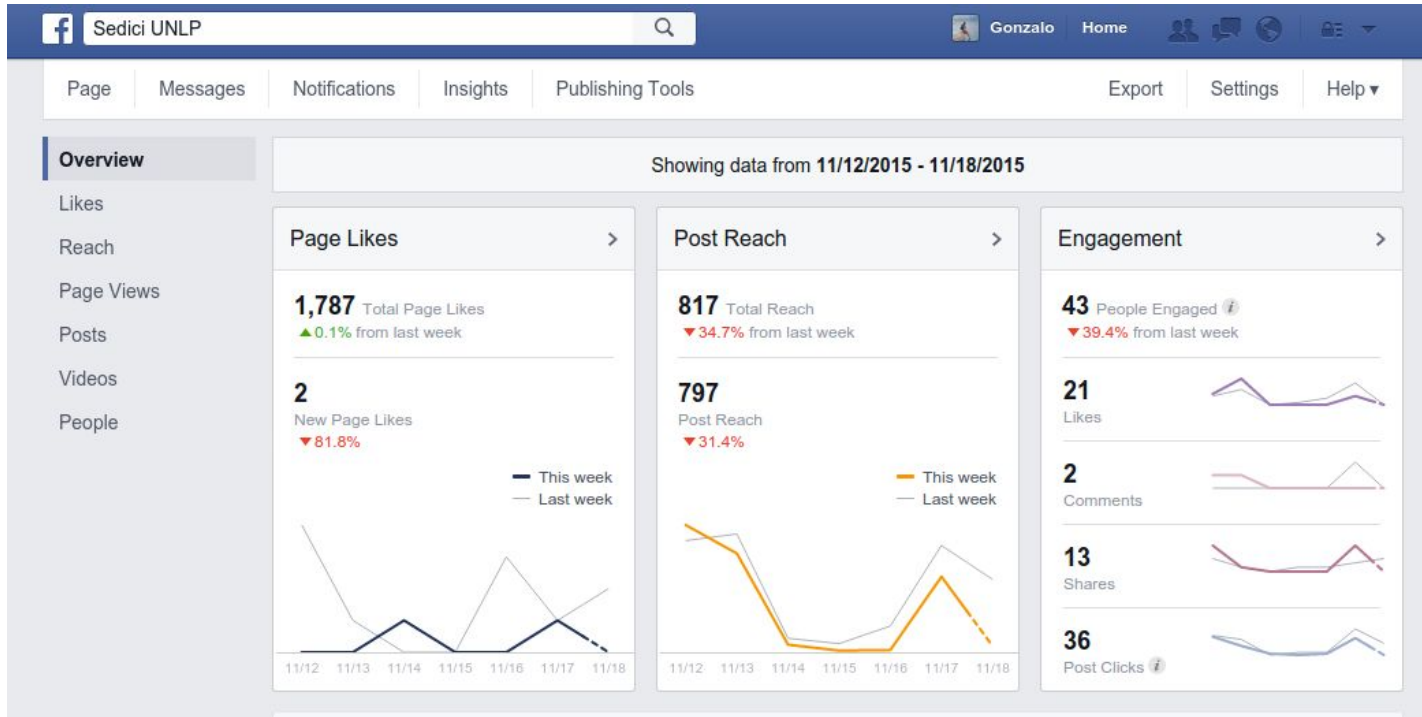 f Sedici UNLP Gonzalo Home
Page Messages Notifications Insights Publishing Tools Export Settings Help ▾
Overview
Likes
Reach
Page Views
Posts
Videos
People
Showing data from 11/12/2015 - 11/18/2015
Page Likes >
1,787 Total Page Likes
▲0.1% from last week
2
New Page Likes
▼81.8%
This week
Last week
11/12 11/13 11/14 11/15 11/16 11/17 11/18
Post Reach >
817 Total Reach
▼34.7% from last week
797
Post Reach
▼31.4%
This week
Last week
11/12 11/13 11/14 11/15 11/16 11/17 11/18
Engagement >
43 People Engaged i
▼39.4% from last week
21
Likes
2
Comments
13
Shares
36
Post Clicks i